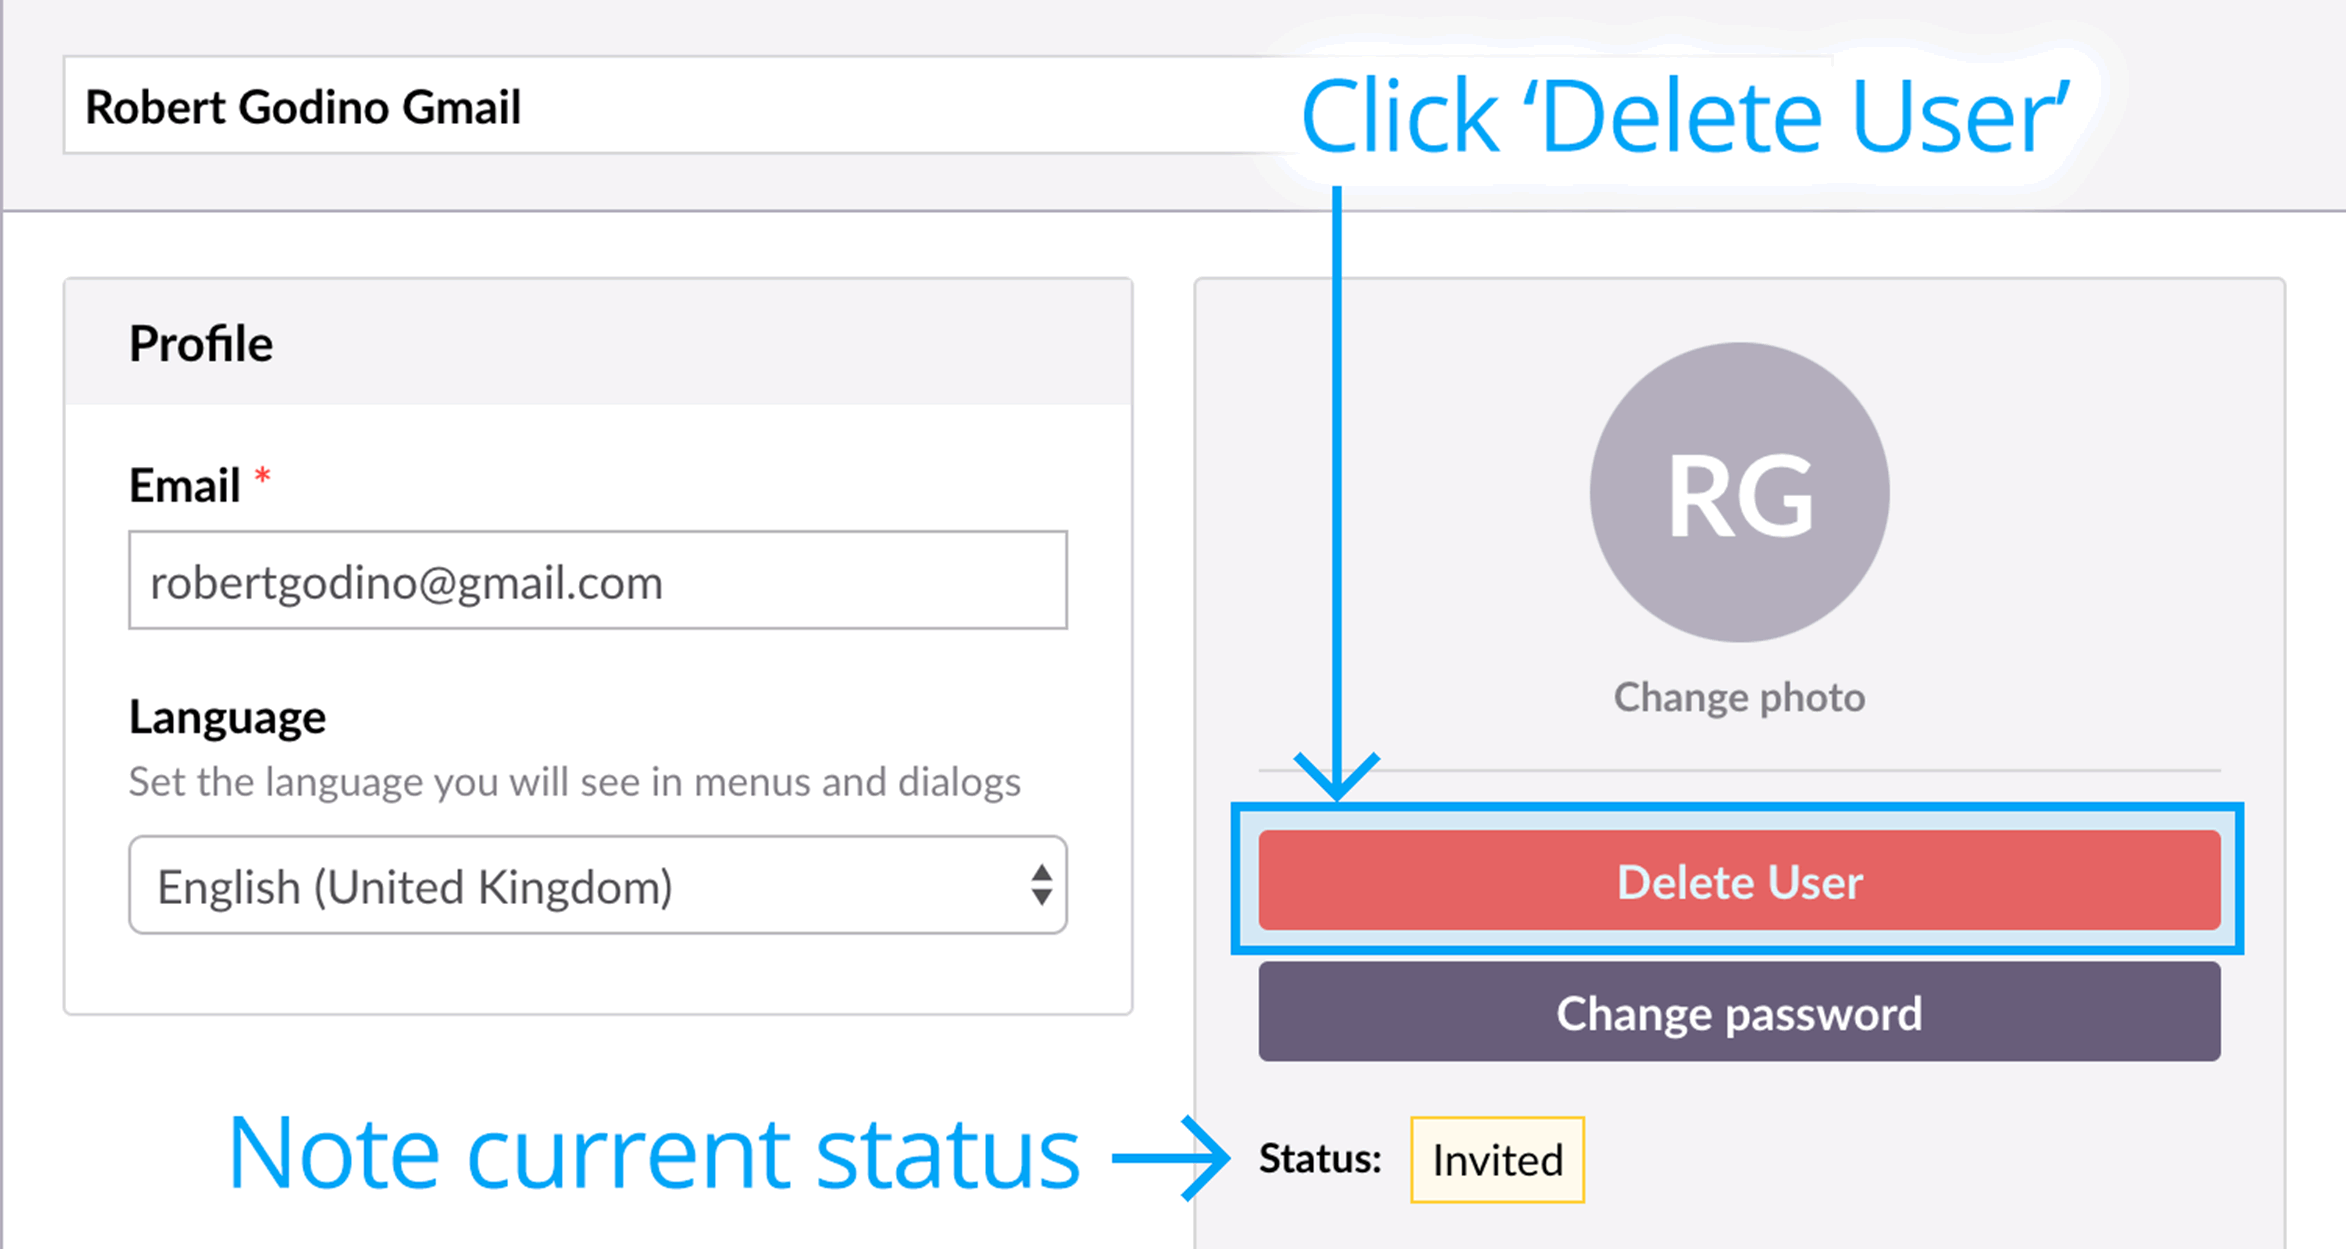 Robert Godino Gmail
Click ‘Delete User’
Profile
Email *
robertgodino@gmail.com
Language
Set the language you will see in menus and dialogs
English (United Kingdom)
RG
Change photo
Delete User
Change password
Note current status
Status: Invited